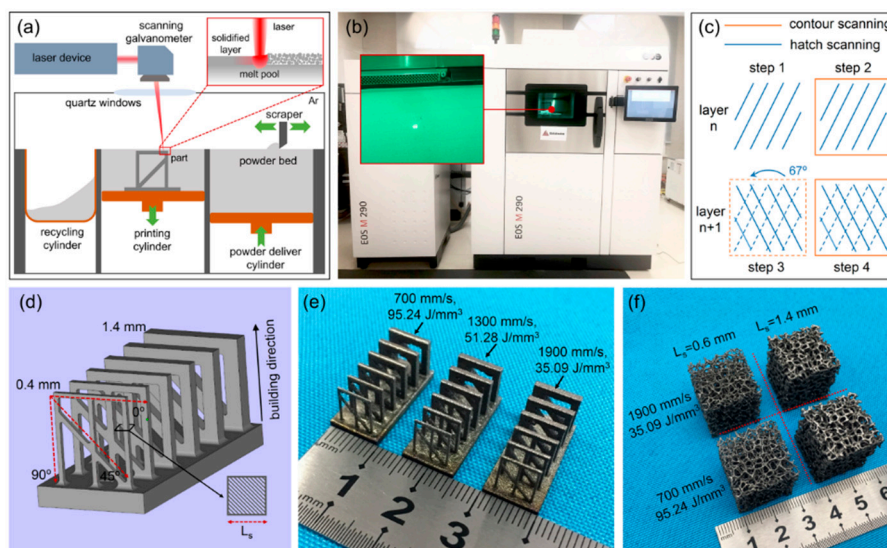 (a)
scanning
galvanometer
laser device
laser
solidified
layer
melt pool
quartz windows
Ar
scraper
part
powder bed
recycling
cylinder
printing
cylinder
powder deliver
cylinder
(b)
eos
EOS M 290
EOS M 290
(c)
contour scanning
hatch scanning
step 1
step 2
layer
n
67°
layer
n+1
step 3
step 4
(d)
1.4 mm
0.4 mm
0°
90°
45°
building direction
Ls
(e)
700 mm/s,
95.24 J/mm³
1300 mm/s,
51.28 J/mm³
1900 mm/s,
35.09 J/mm³
mm
1
2
3
(f)
Ls=0.6 mm
Ls=1.4 mm
1900 mm/s
35.09 J/mm³
700 mm/s
95.24 J/mm³
mm
1
2
3
4
5
6